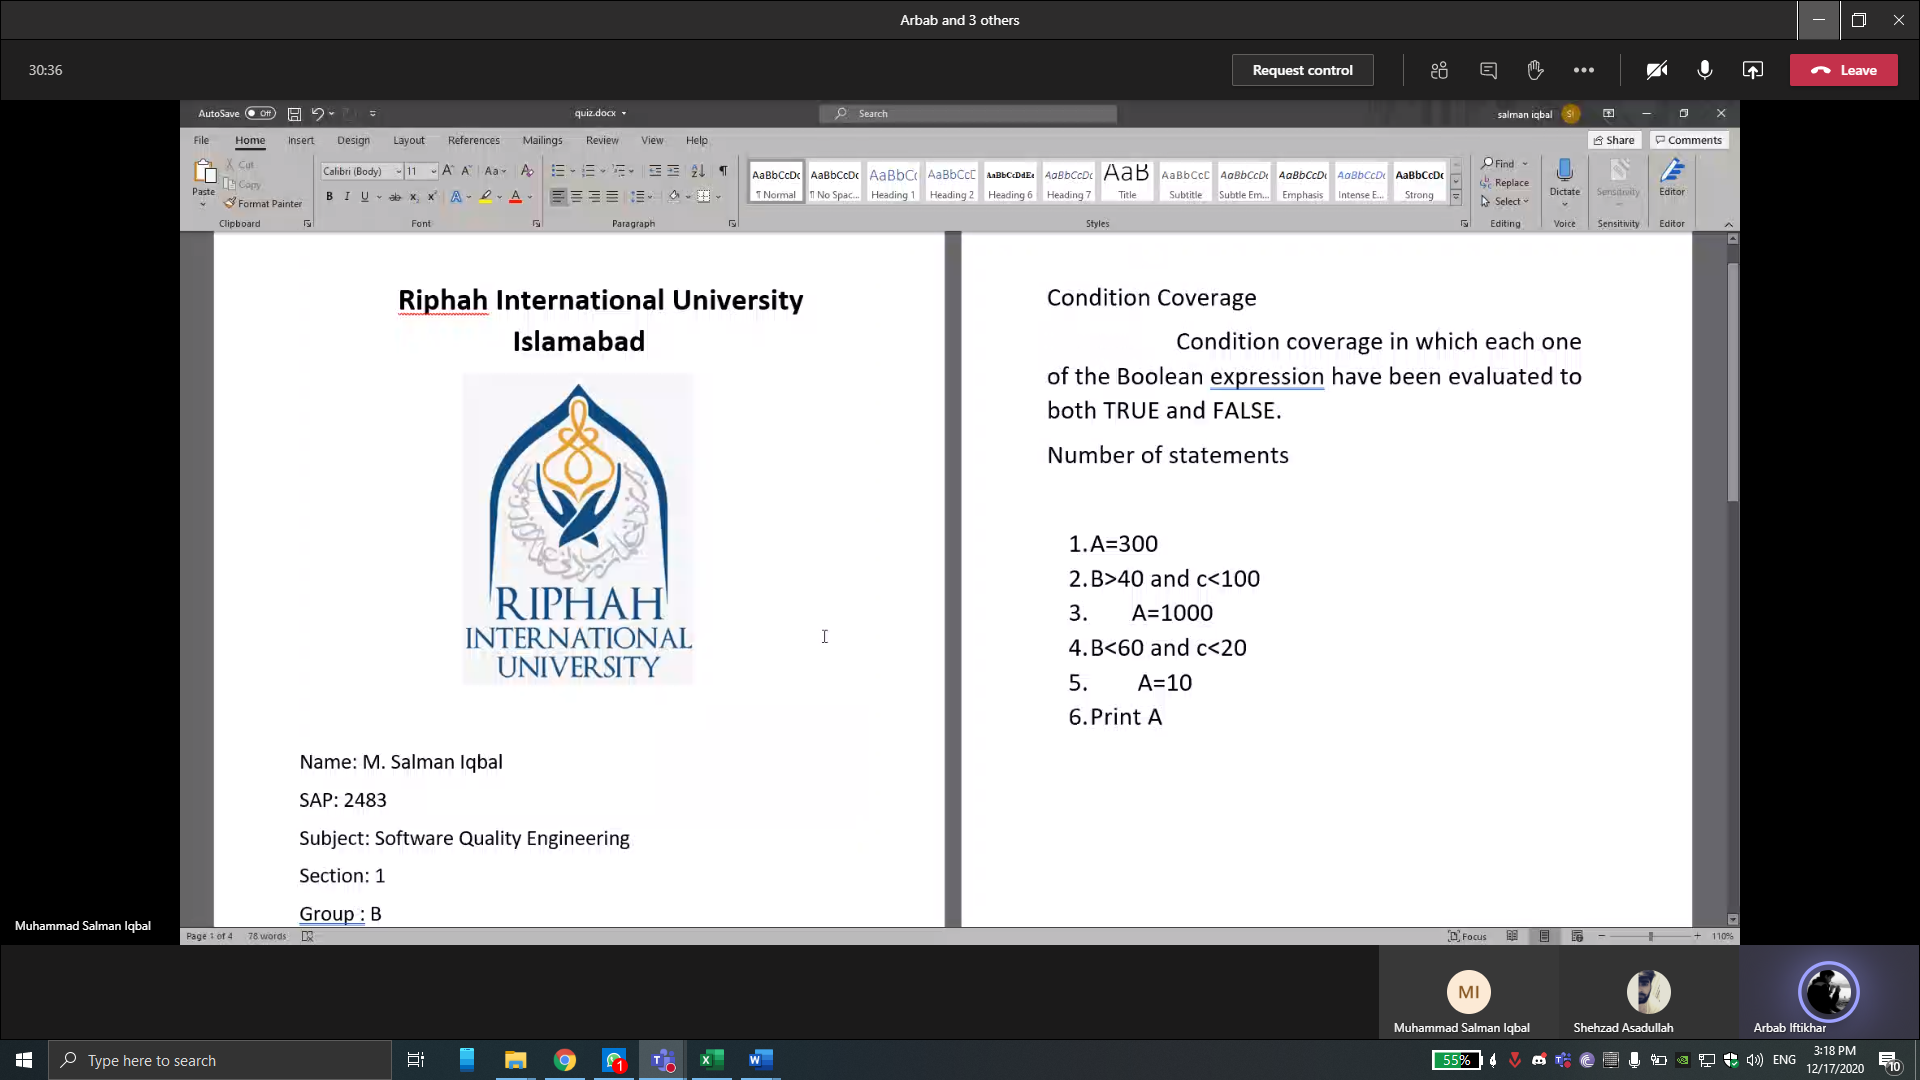 Arbab and 3 others
30:36
Request control
Leave
AutoSave Off
quiz.docx
Search
salman iqbal
SI
File Home Insert Design Layout References Mailings Review View Help
Share
Comments
Paste
Cut
Copy
Format Painter
Clipboard
Calibri (Body) 11
Font
Paragraph
AaBbCcDc AaBbCcDc AaBbCc AaBbCcC AaBbCcDdEe AaBbCcDc AaB AaBbCcC AaBbCcDc AaBbCcDc AaBbCcDc AaBbCcDc
¶ Normal ¶ No Spac... Heading 1 Heading 2 Heading 6 Heading 7 Title Subtitle Subtle Em... Emphasis Intense E... Strong
Styles
Find
Replace
Select
Editing
Dictate
Voice
Sensitivity
Sensitivity
Editor
Editor
Riphah International University
Islamabad
RIPHAH
INTERNATIONAL
UNIVERSITY
Name: M. Salman Iqbal
SAP: 2483
Subject: Software Quality Engineering
Section: 1
Group : B
Condition Coverage
Condition coverage in which each one
of the Boolean expression have been evaluated to
both TRUE and FALSE.
Number of statements
1.A=300
2.B>40 and c<100
3. A=1000
4.B<60 and c<20
5. A=10
6.Print A
Page 1 of 4 78 words
Focus
110%
Muhammad Salman Iqbal
MI
Muhammad Salman Iqbal
Shehzad Asadullah
Arbab Iftikhar
Type here to search
1
55%
ENG
3:18 PM
12/17/2020
10